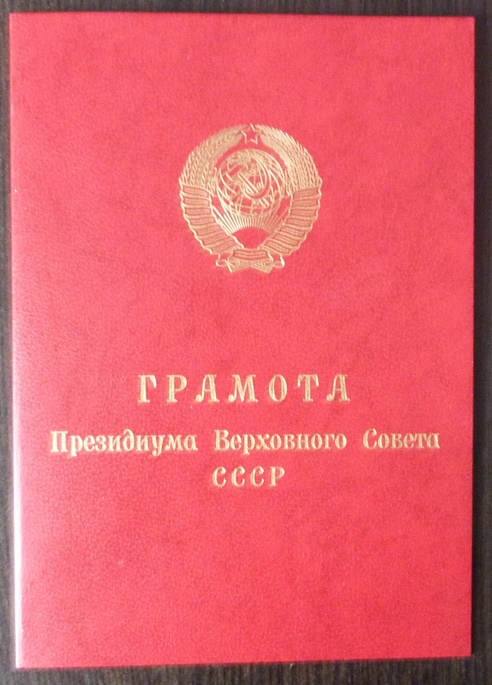 ГРАМОТА
Президиума Верховного Совета
СССР